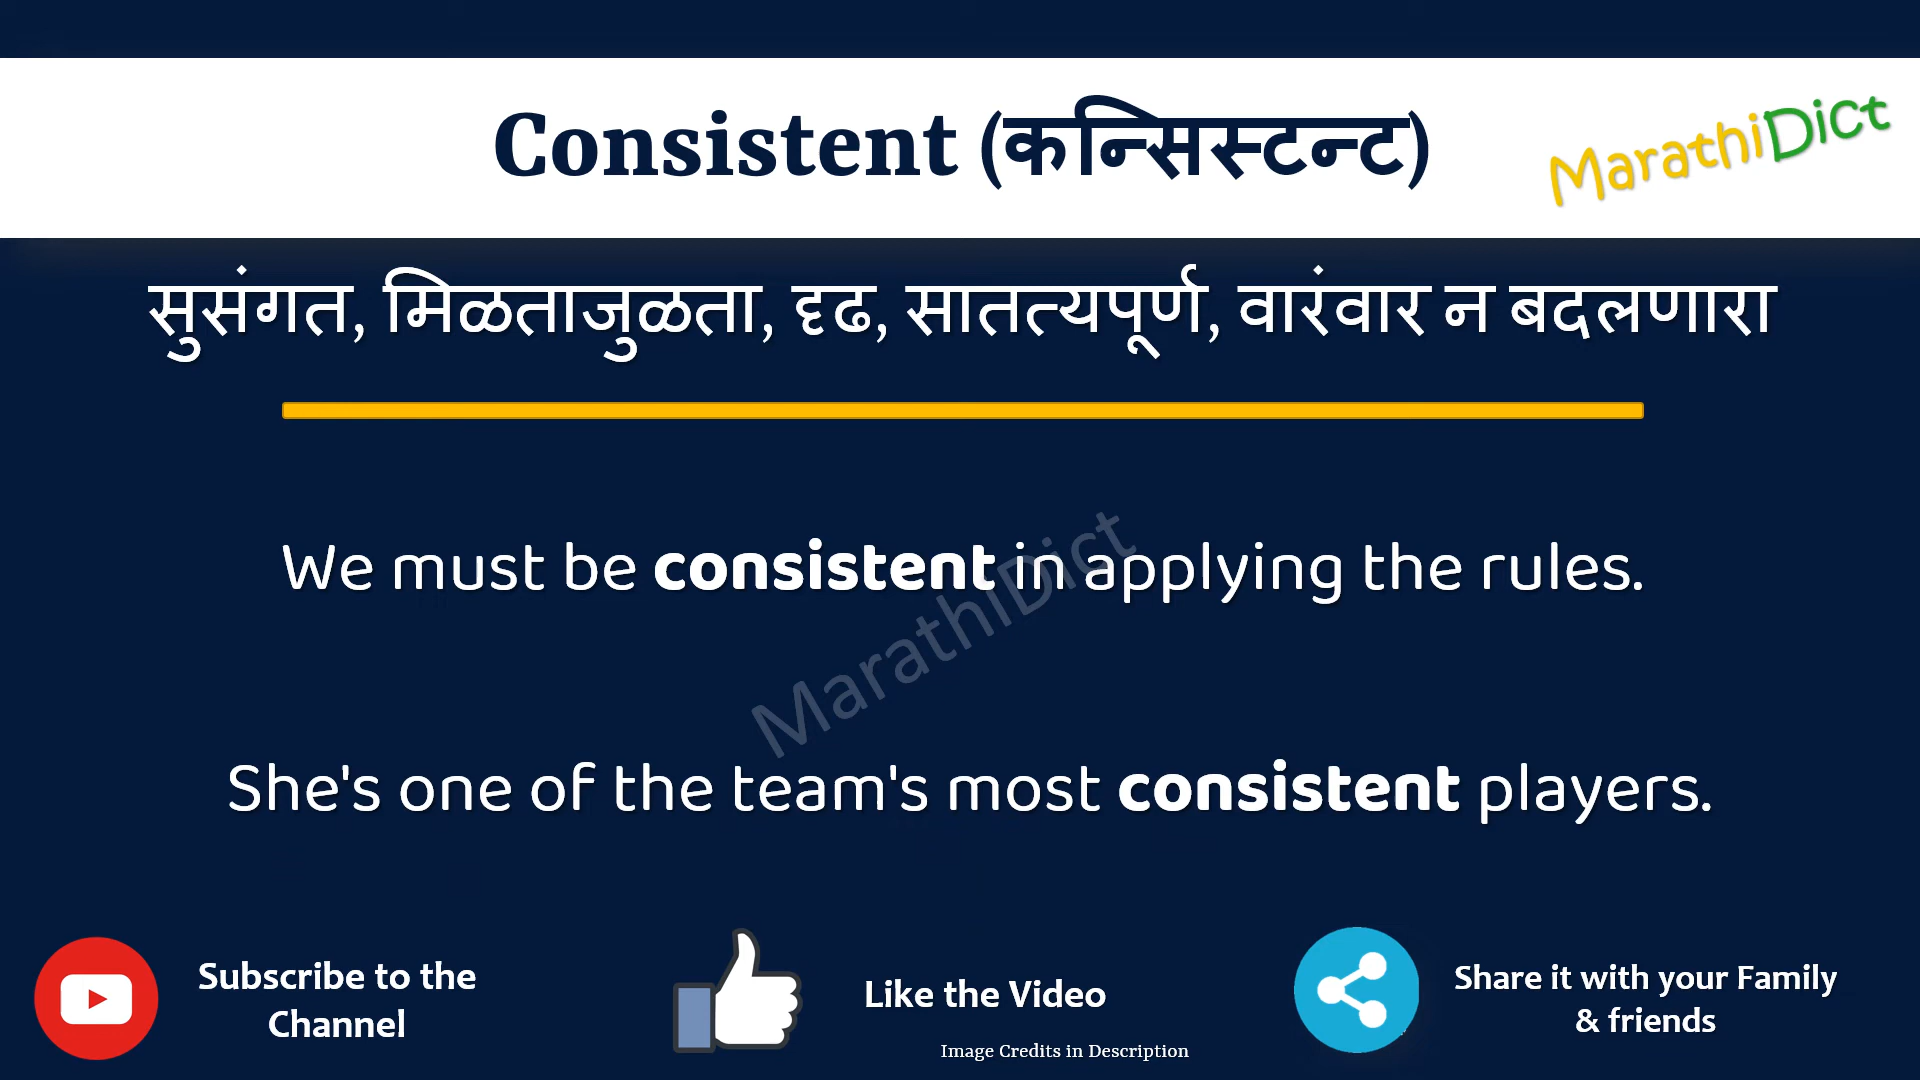 Consistent (कन्सिस्टन्ट)
MarathiDict
सुसंगत, मिळताजुळता, दृढ, सातत्यपूर्ण, वारंवार न बदलणारा
We must be consistent in applying the rules.
MarathiDict
She's one of the team's most consistent players.
Subscribe to the
Channel
Like the Video
Share it with your Family
& friends
Image Credits in Description